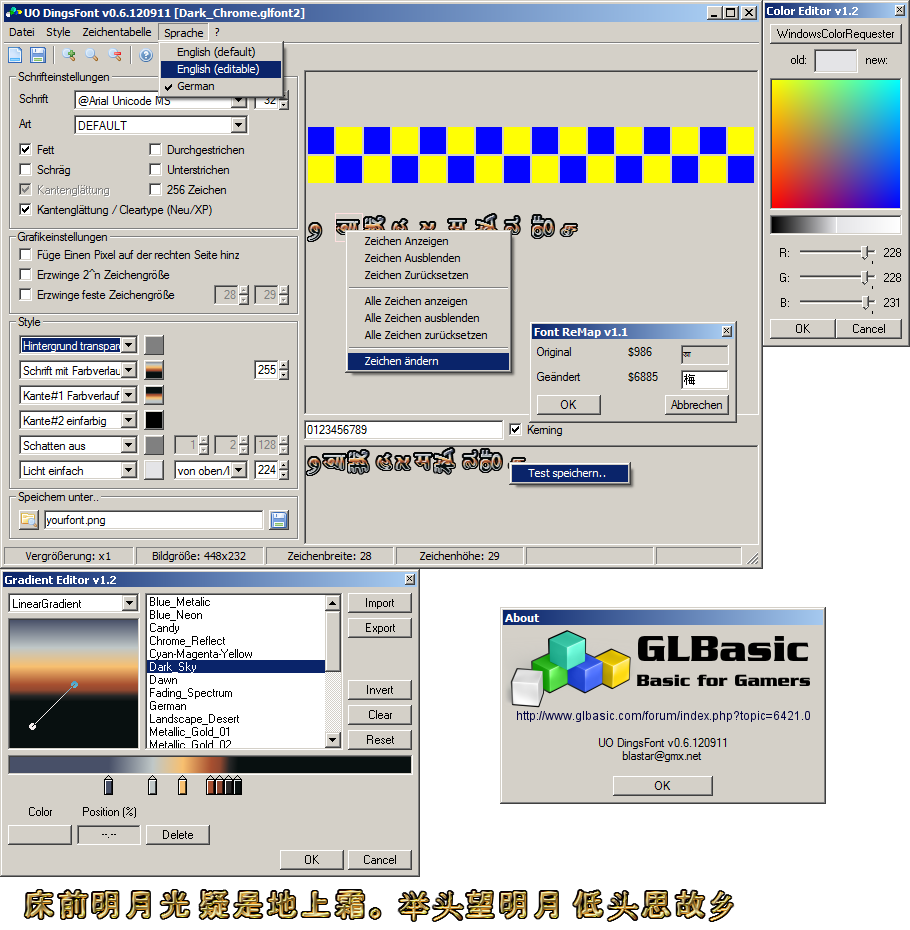 UO DingsFont v0.6.120911 [Dark_Chrome.glfont2]
Datei Style Zeichentabelle Sprache ?
English (default)
English (editable)
German
Schrifteinstellungen
Schrift @Arial Unicode MS 32
Art DEFAULT
Fett Durchgestrichen
Schräg Unterstrichen
Kantenglättung 256 Zeichen
Kantenglättung / Cleartype (Neu/XP)
Grafikeinstellungen
Füge Einen Pixel auf der rechten Seite hinz
Erzwinge 2^n Zeichengröße
Erzwinge feste Zeichengröße 28 29
Style
Hintergrund transpare
Schrift mit Farbverlau 255
Kante#1 Farbverlauf
Kante#2 einfarbig
Schatten aus 1 2 128
Licht einfach von oben/l 224
Speichern unter..
yourfont.png
Zeichen Anzeigen
Zeichen Ausblenden
Zeichen Zurücksetzen
Alle Zeichen anzeigen
Alle Zeichen ausblenden
Alle Zeichen zurücksetzen
Zeichen ändern
Font ReMap v1.1
Original $986
Geändert $6885 梅
OK Abbrechen
0123456789 Kerning
Test speichern..
Vergrößerung: x1 Bildgröße: 448x232 Zeichenbreite: 28 Zeichenhöhe: 29
Color Editor v1.2
WindowsColorRequester
old: new:
R: 228
G: 228
B: 231
OK Cancel
Gradient Editor v1.2
LinearGradient
Blue_Metalic
Blue_Neon
Candy
Chrome_Reflect
Cyan-Magenta-Yellow
Dark_Sky
Dawn
Fading_Spectrum
German
Landscape_Desert
Metallic_Gold_01
Metallic_Gold_02
Import
Export
Invert
Clear
Reset
Color Position (%)
--.-- Delete
OK Cancel
About
GLBasic
Basic for Gamers
http://www.glbasic.com/forum/index.php?topic=6421.0
UO DingsFont v0.6.120911
blastar@gmx.net
OK
床前明月光 疑是地上霜。举头望明月 低头思故乡